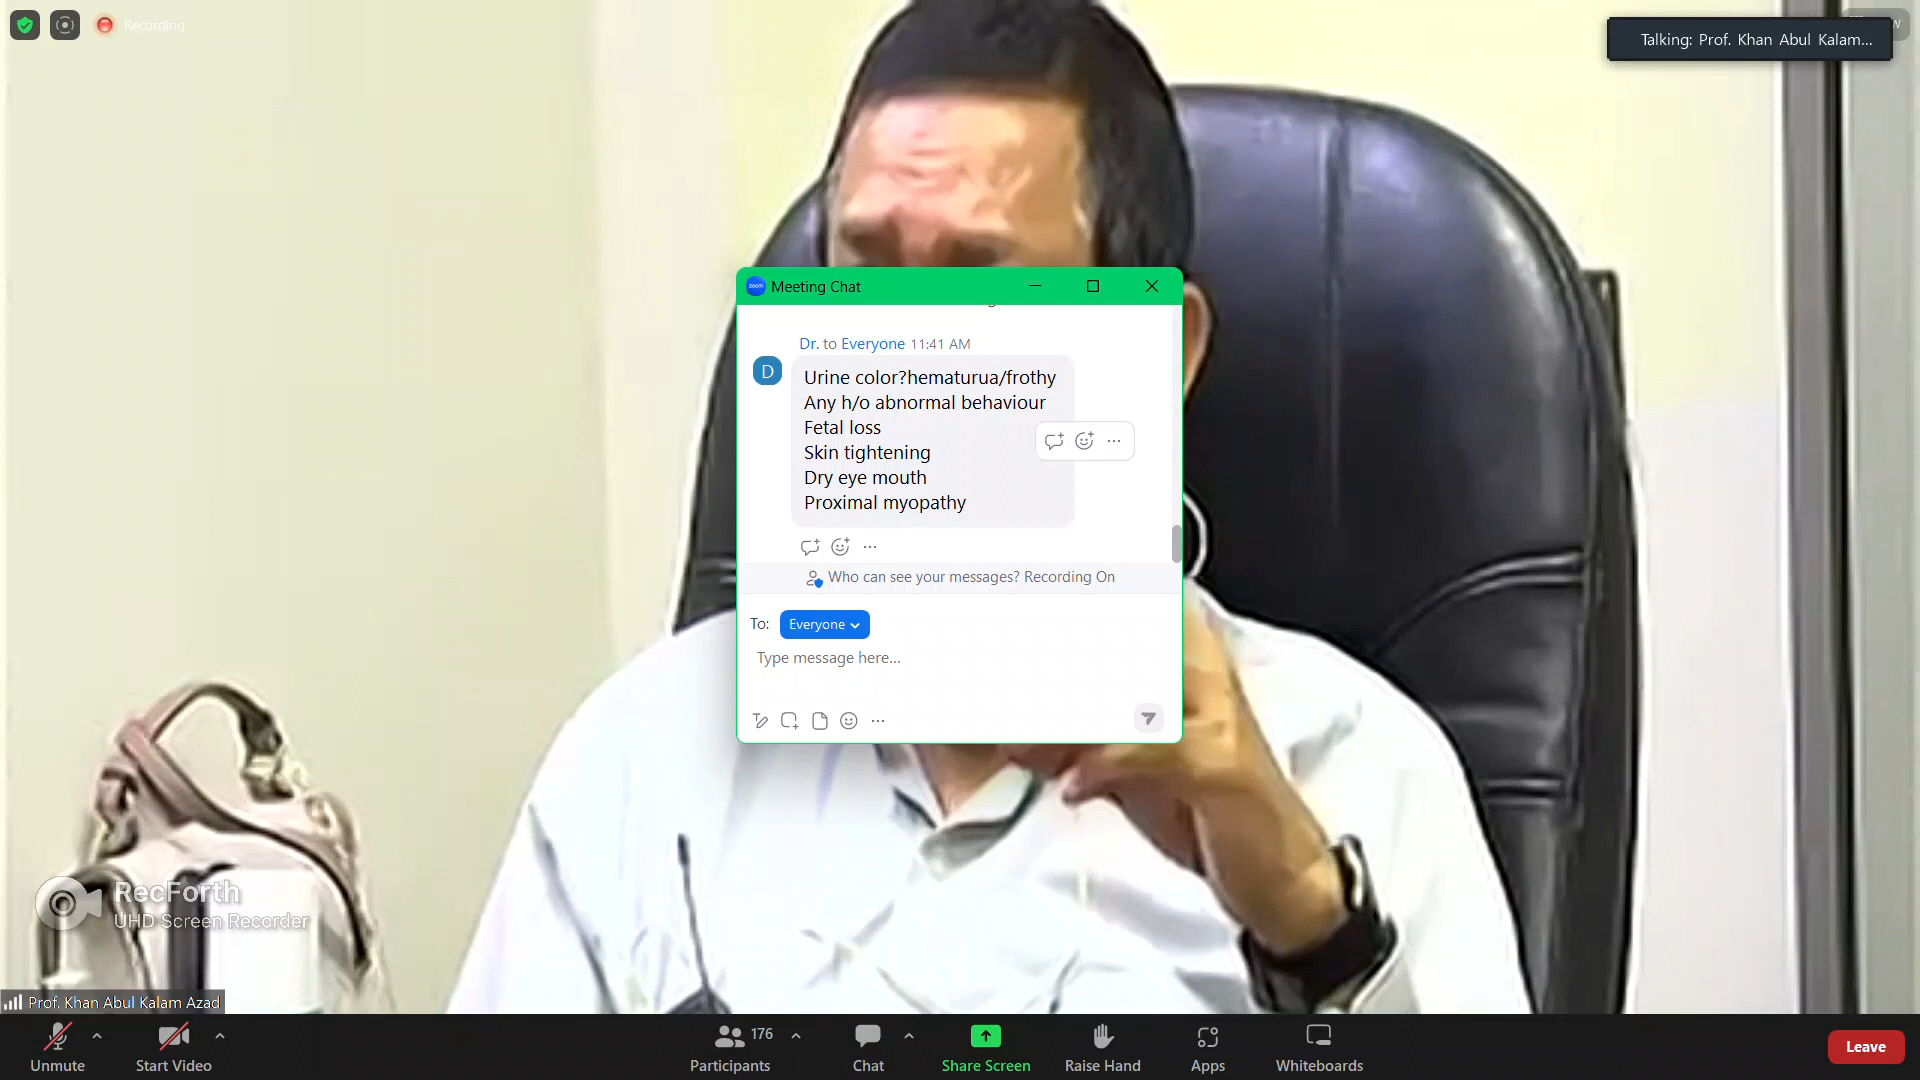 Recording
Talking: Prof. Khan Abul Kalam...
zoom
Meeting Chat
Dr. to Everyone 11:41 AM
D
Urine color?hematurua/frothy
Any h/o abnormal behaviour
Fetal loss
Skin tightening
Dry eye mouth
Proximal myopathy
Who can see your messages? Recording On
To: Everyone
Type message here...
RecForth
UHD Screen Recorder
Prof. Khan Abul Kalam Azad
Unmute
Start Video
176
Participants
Chat
Share Screen
Raise Hand
Apps
Whiteboards
Leave